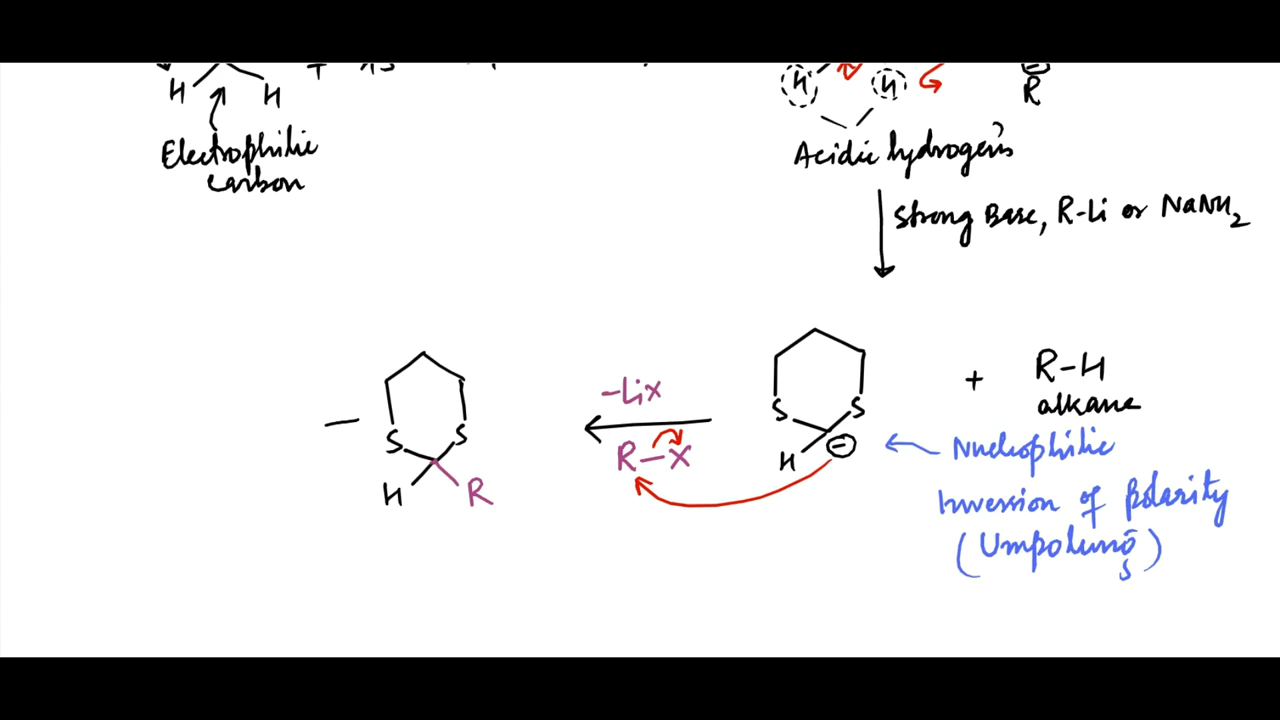 H
H
+
H
H
R
Electrophilic
carbon
Acidic hydrogens
Strong Base, R-Li or NaNH2
R-H
alkane
+
-LiX
R-X
S
S
H
-
S
S
H
R
Nucleophilic
Inversion of Polarity
(Umpolung)